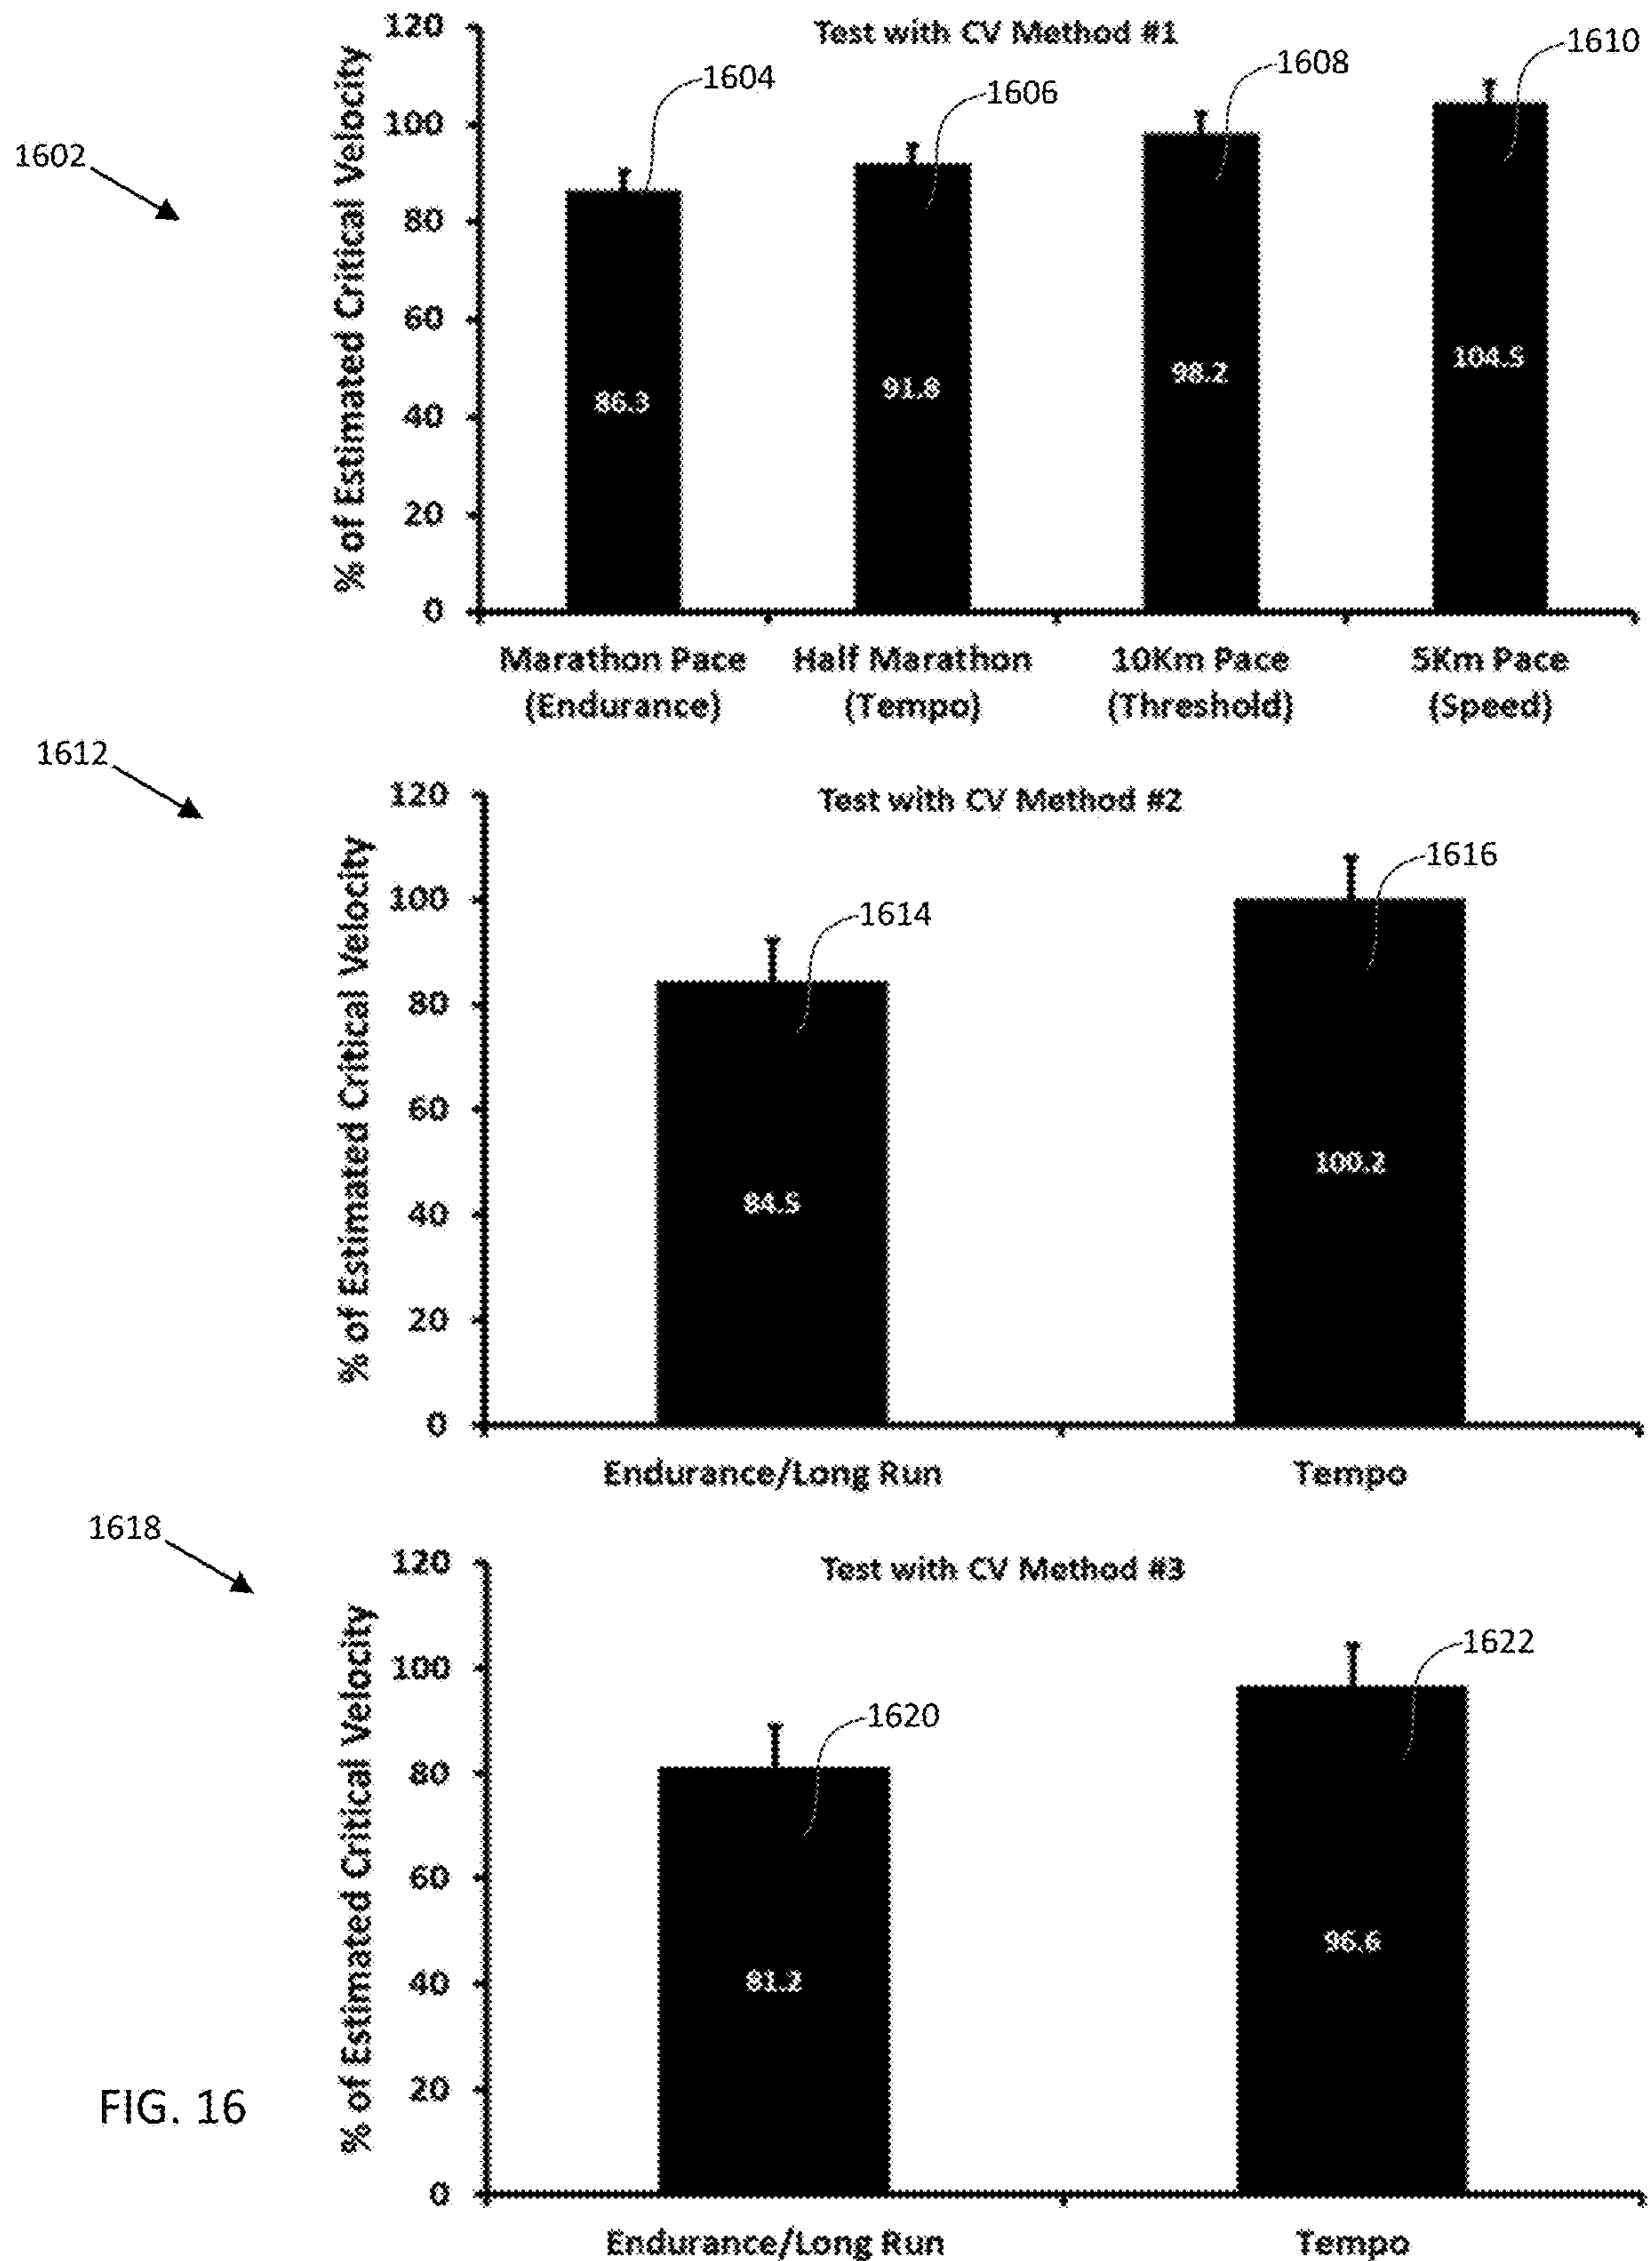 Test with CV Method #1
1602
1604
1606
1608
1610
% of Estimated Critical Velocity
120
100
80
60
40
20
0
86.3
91.8
98.2
104.5
Marathon Pace
(Endurance)
Half Marathon
(Tempo)
10Km Pace
(Threshold)
5Km Pace
(Speed)
1612
Test with CV Method #2
1614
1616
% of Estimated Critical Velocity
120
100
80
60
40
20
0
84.5
100.2
Endurance/Long Run
Tempo
1618
Test with CV Method #3
1620
1622
% of Estimated Critical Velocity
120
100
80
60
40
20
0
81.2
96.6
Endurance/Long Run
Tempo
FIG. 16